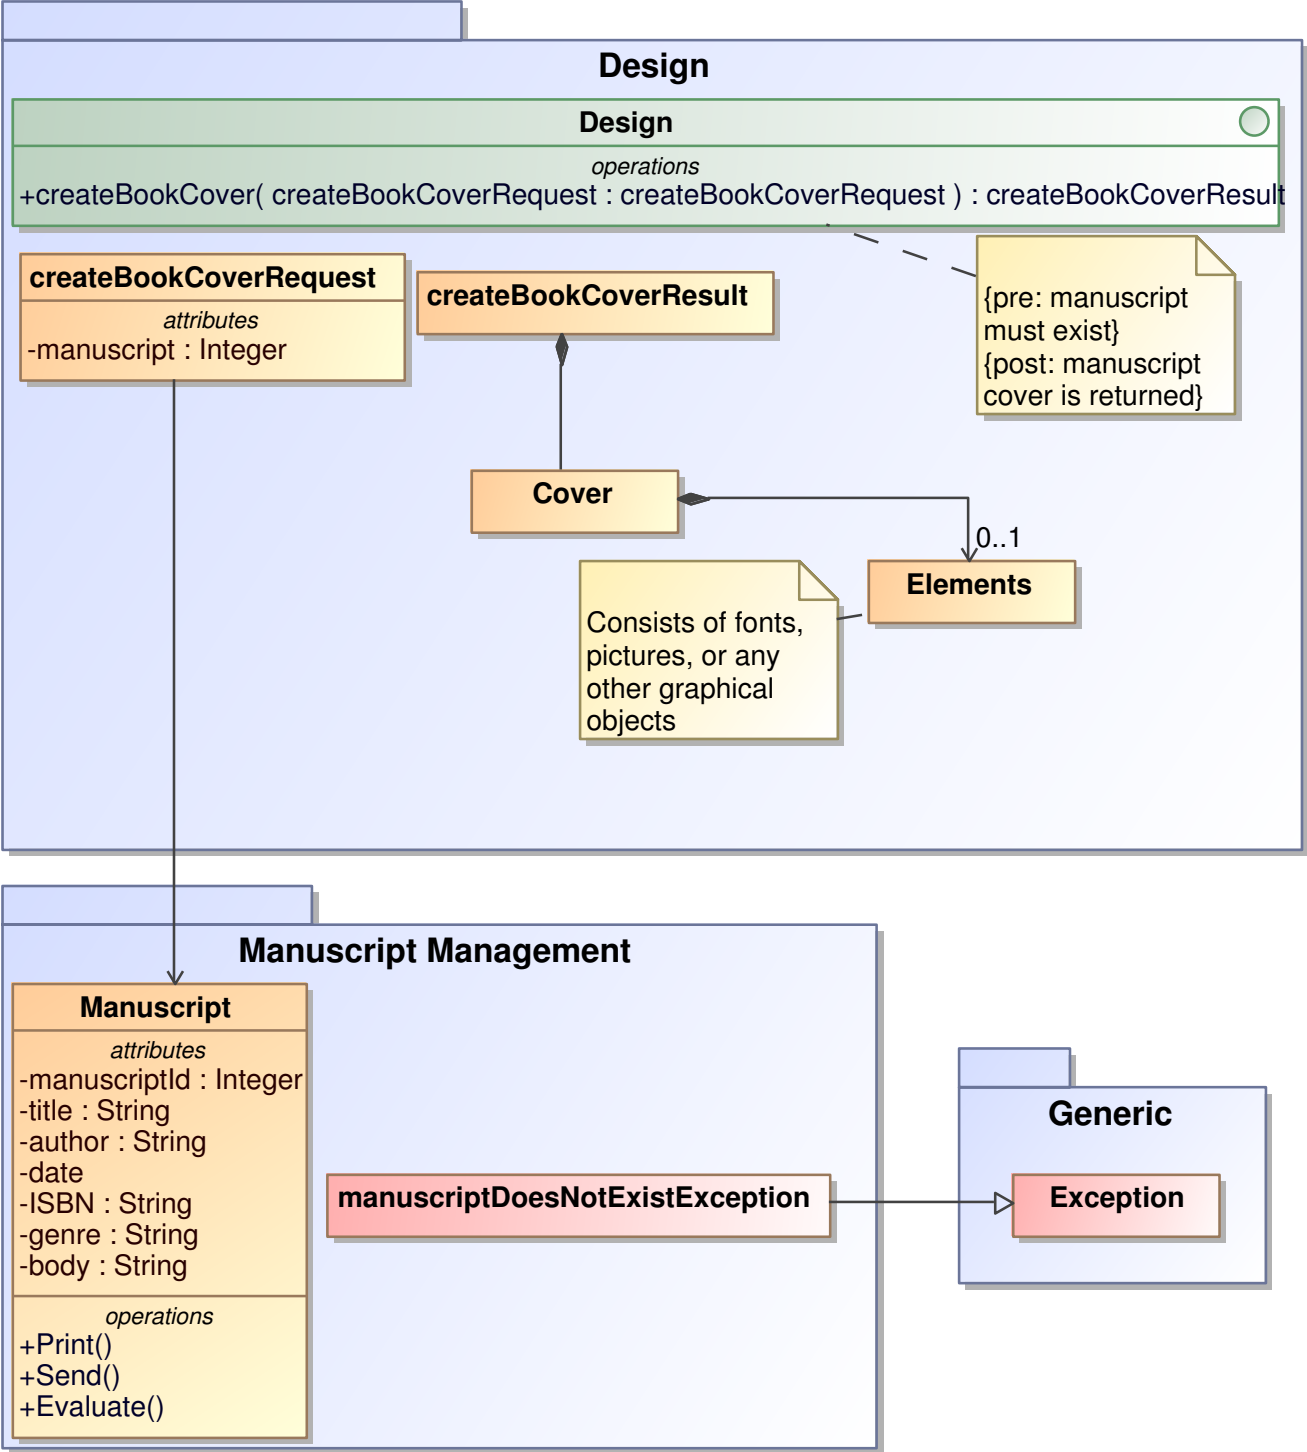 Design
Design
operations
+createBookCover( createBookCoverRequest : createBookCoverRequest ) : createBookCoverResult
createBookCoverRequest
attributes
-manuscript : Integer
createBookCoverResult
{pre: manuscript
must exist}
{post: manuscript
cover is returned}
Cover
0..1
Elements
Consists of fonts,
pictures, or any
other graphical
objects
Manuscript Management
Manuscript
attributes
-manuscriptId : Integer
-title : String
-author : String
-date
-ISBN : String
-genre : String
-body : String
operations
+Print()
+Send()
+Evaluate()
manuscriptDoesNotExistException
Generic
Exception